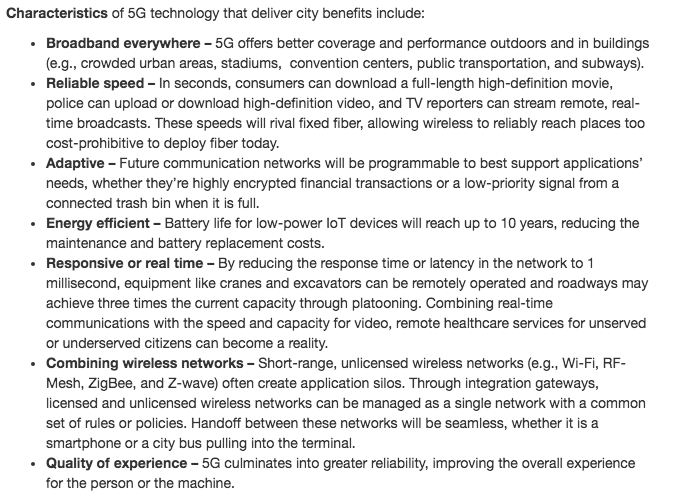 Characteristics of 5G technology that deliver city benefits include:
• Broadband everywhere – 5G offers better coverage and performance outdoors and in buildings
(e.g., crowded urban areas, stadiums, convention centers, public transportation, and subways).
• Reliable speed – In seconds, consumers can download a full-length high-definition movie,
police can upload or download high-definition video, and TV reporters can stream remote, real-
time broadcasts. These speeds will rival fixed fiber, allowing wireless to reliably reach places too
cost-prohibitive to deploy fiber today.
• Adaptive – Future communication networks will be programmable to best support applications’
needs, whether they’re highly encrypted financial transactions or a low-priority signal from a
connected trash bin when it is full.
• Energy efficient – Battery life for low-power IoT devices will reach up to 10 years, reducing the
maintenance and battery replacement costs.
• Responsive or real time – By reducing the response time or latency in the network to 1
millisecond, equipment like cranes and excavators can be remotely operated and roadways may
achieve three times the current capacity through platooning. Combining real-time
communications with the speed and capacity for video, remote healthcare services for unserved
or underserved citizens can become a reality.
• Combining wireless networks – Short-range, unlicensed wireless networks (e.g., Wi-Fi, RF-
Mesh, ZigBee, and Z-wave) often create application silos. Through integration gateways,
licensed and unlicensed wireless networks can be managed as a single network with a common
set of rules or policies. Handoff between these networks will be seamless, whether it is a
smartphone or a city bus pulling into the terminal.
• Quality of experience – 5G culminates into greater reliability, improving the overall experience
for the person or the machine.